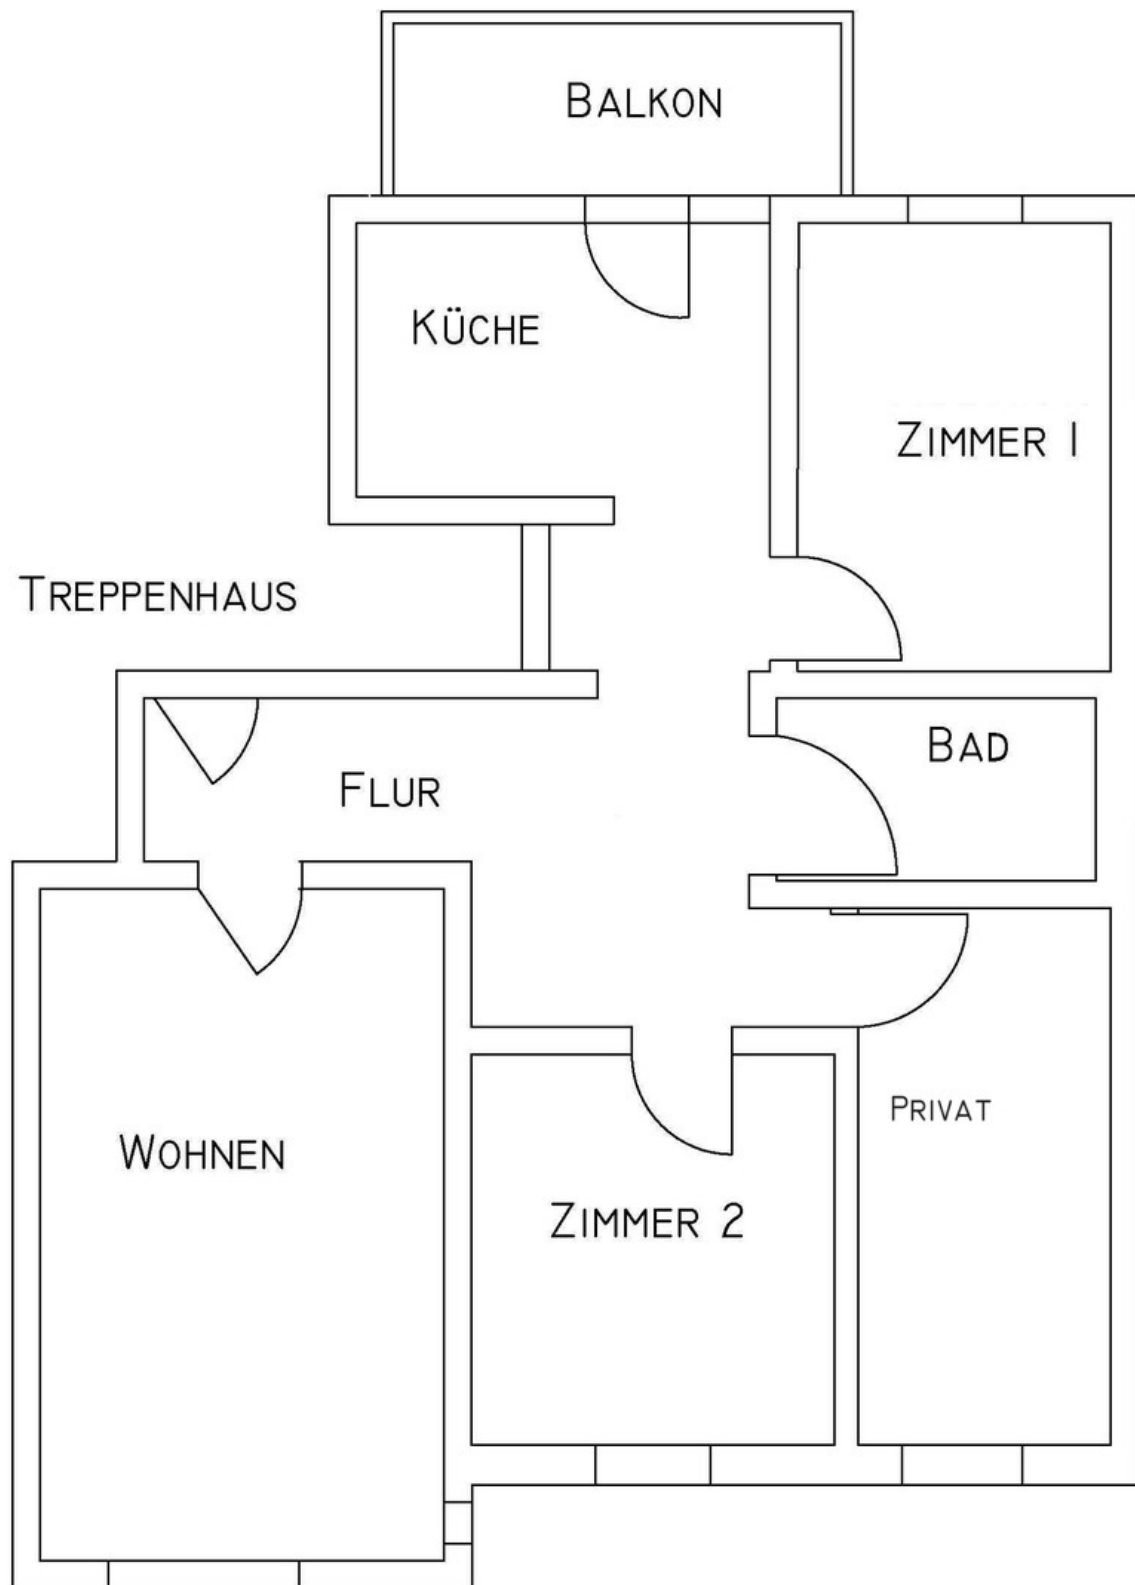 BALKON
KÜCHE
ZIMMER 1
TREPPENHAUS
BAD
FLUR
PRIVAT
WOHNEN
ZIMMER 2